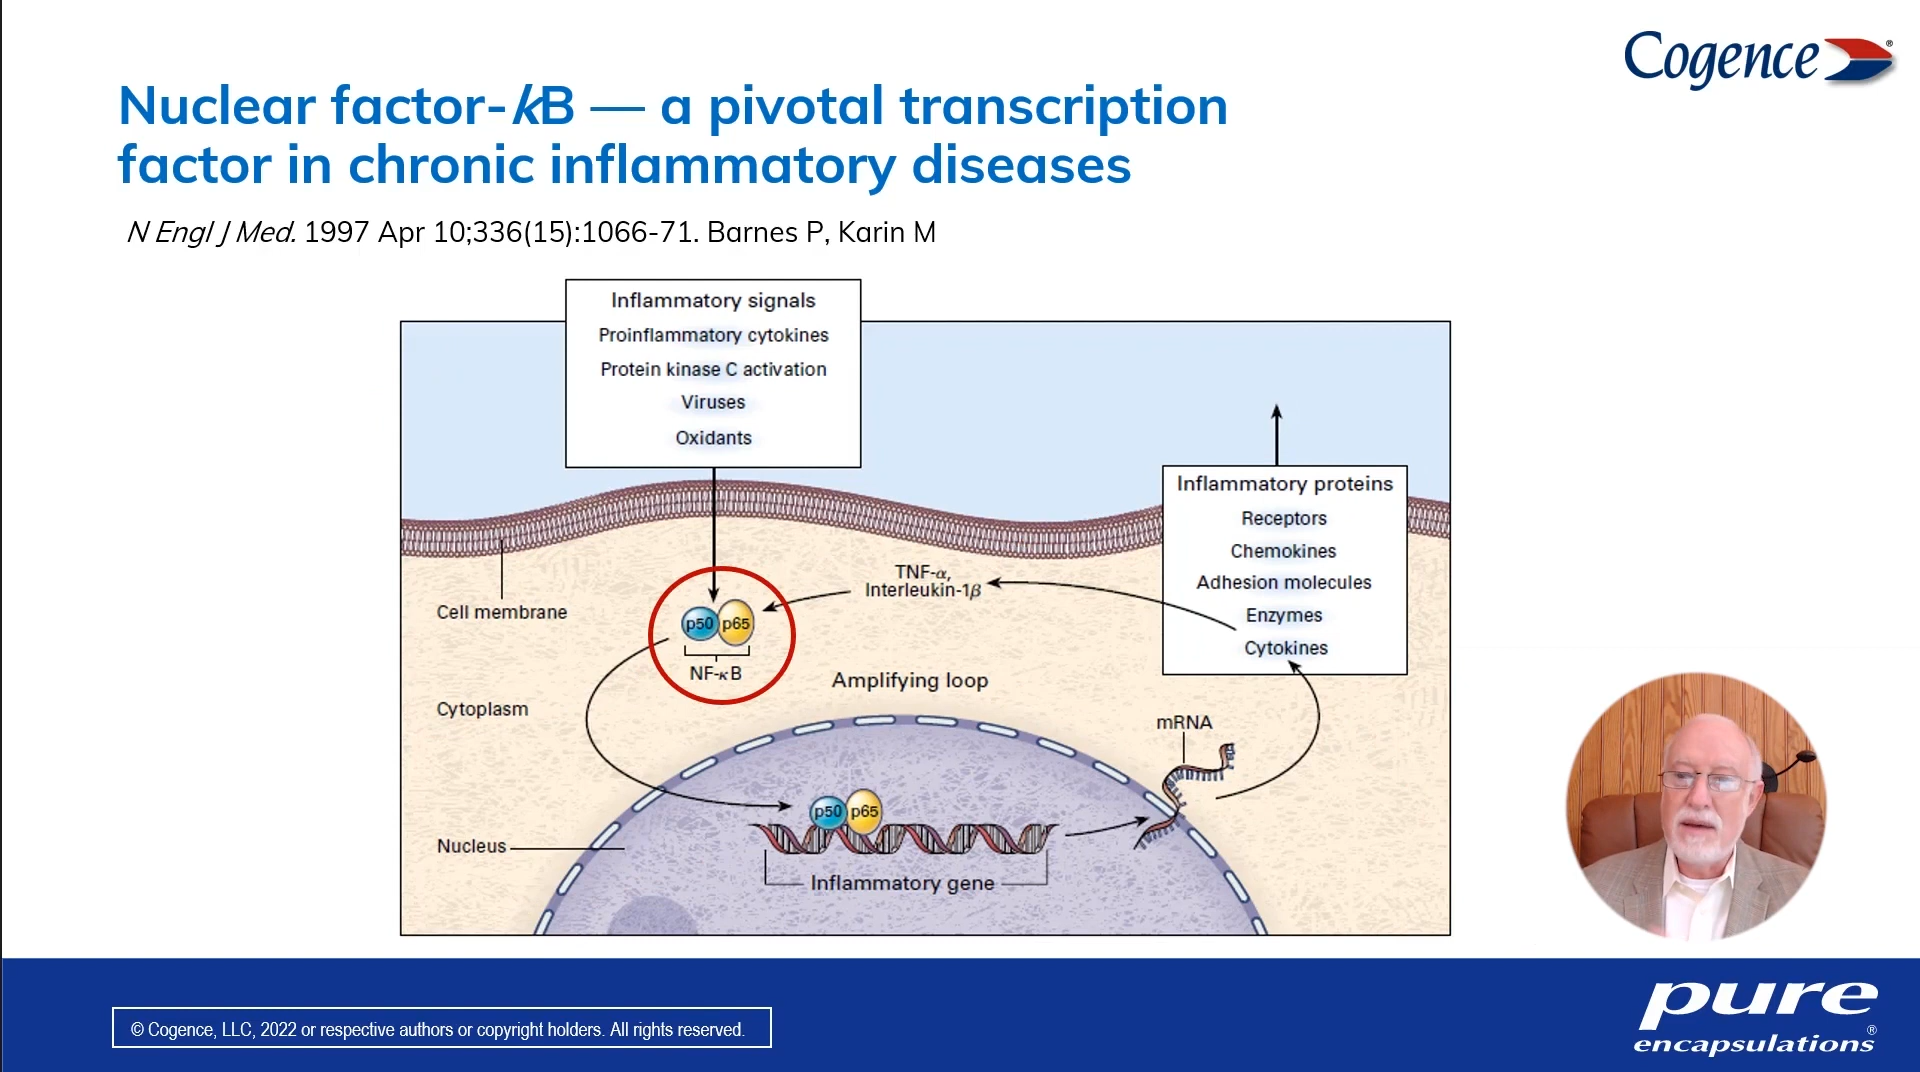 Cogence®
Nuclear factor-kB — a pivotal transcription
factor in chronic inflammatory diseases
N Engl J Med. 1997 Apr 10;336(15):1066-71. Barnes P, Karin M
Inflammatory signals
Proinflammatory cytokines
Protein kinase C activation
Viruses
Oxidants
Inflammatory proteins
Receptors
Chemokines
Adhesion molecules
Enzymes
Cytokines
TNF-α,
Interleukin-1β
Cell membrane
p50 p65
NF-κB
Amplifying loop
Cytoplasm
mRNA
p50 p65
Nucleus
Inflammatory gene
© Cogence, LLC, 2022 or respective authors or copyright holders. All rights reserved.
pure
encapsulations®